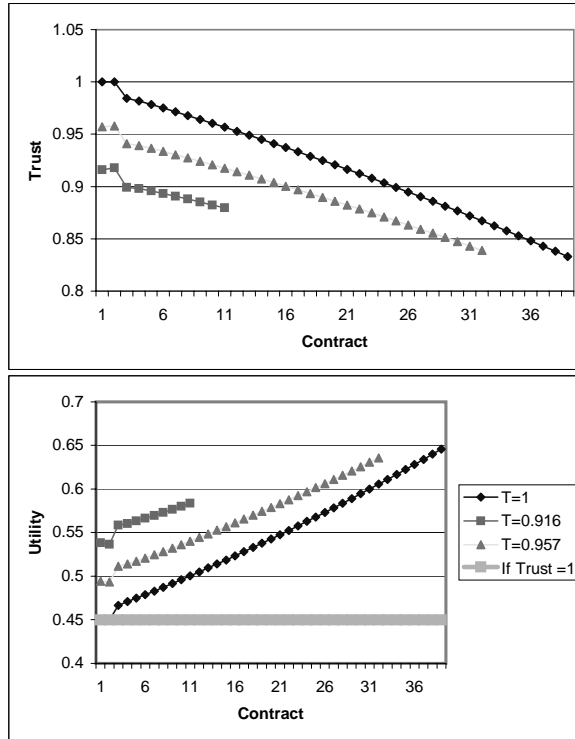 1.05
1
0.95
0.9
0.85
0.8
Trust
1 6 11 16 21 26 31 36
Contract
0.7
0.65
0.6
0.55
0.5
0.45
0.4
Utility
1 6 11 16 21 26 31 36
Contract
T=1
T=0.916
T=0.957
If Trust =1